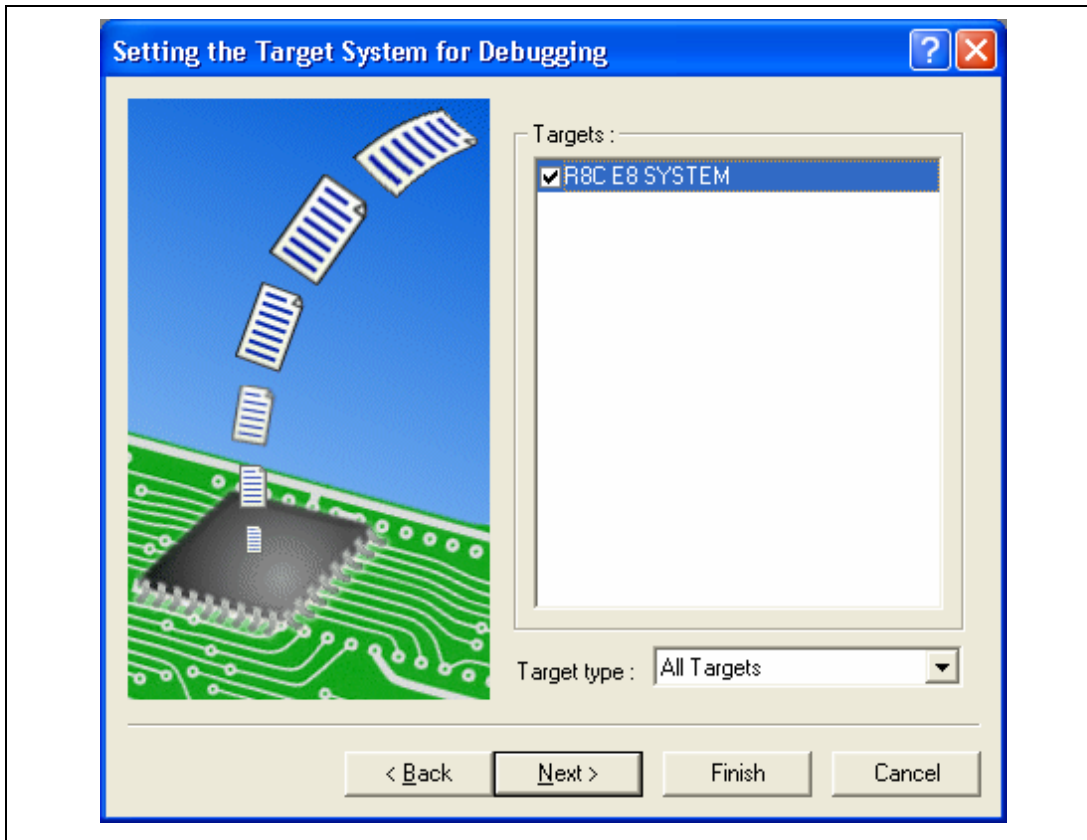 Setting the Target System for Debugging
Targets :
R8C E8 SYSTEM
Target type :
All Targets
< Back
Next >
Finish
Cancel